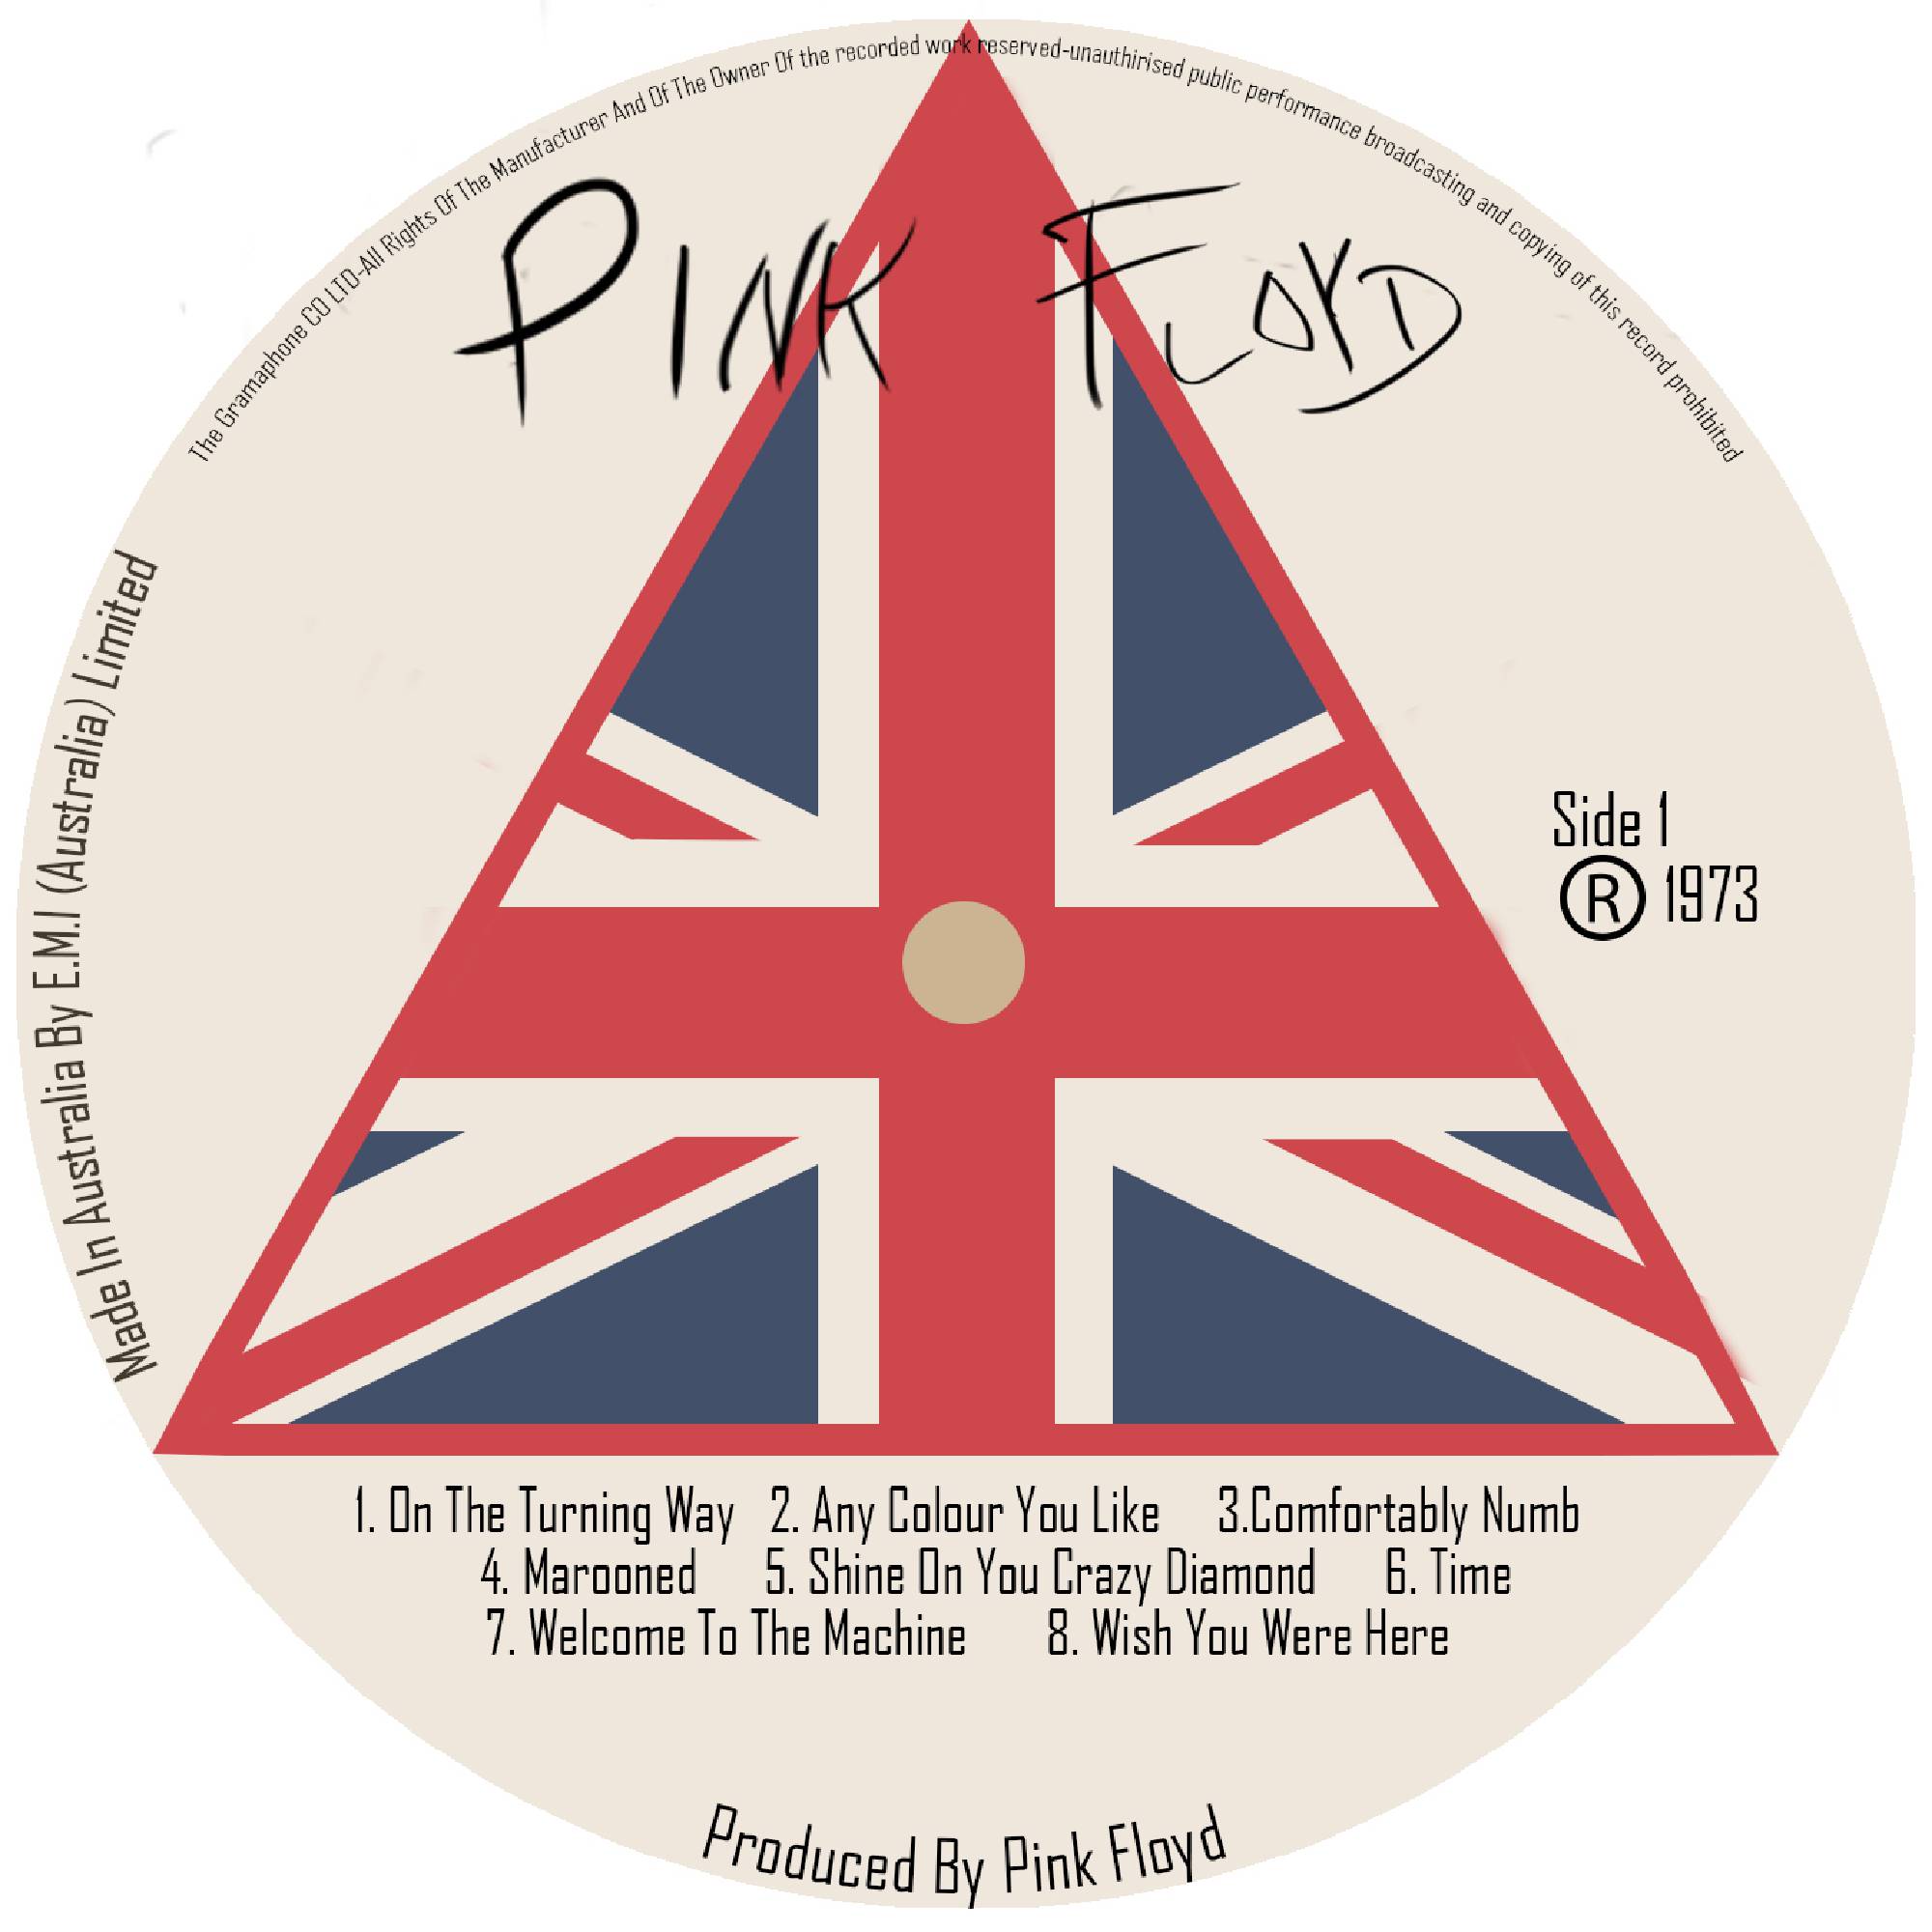 The Gramaphone CO LTD-All Rights Of The Manufacturer And Of The Owner Of the recorded work reserved-unauthirised public performance broadcasting and copying of this record prohibited
PINK FLOYD
Made In Australia By E.M.I (Australia) Limited
Side 1
® 1973
1. On The Turning Way 2. Any Colour You Like 3.Comfortably Numb
4. Marooned 5. Shine On You Crazy Diamond 6. Time
7. Welcome To The Machine 8. Wish You Were Here
Produced By Pink Floyd